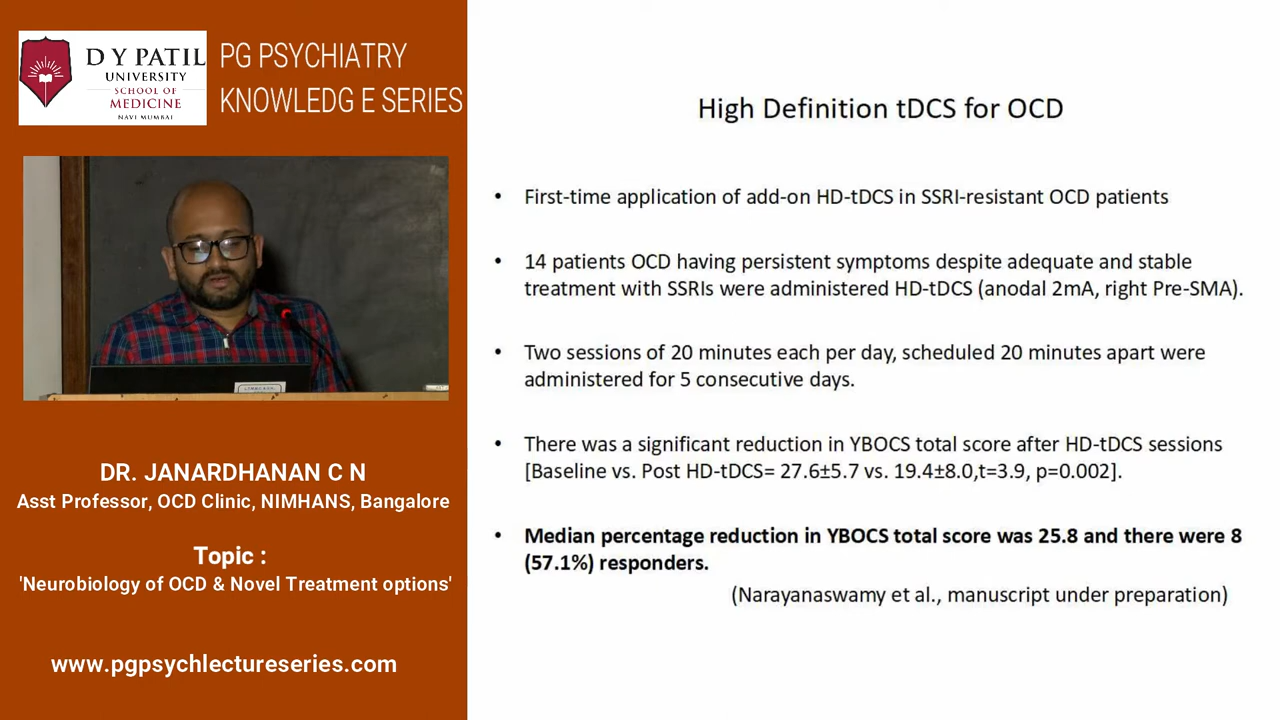 D Y PATIL
UNIVERSITY
SCHOOL OF
MEDICINE
NAVI MUMBAI
PG PSYCHIATRY
KNOWLEDG E SERIES
DR. JANARDHANAN C N
Asst Professor, OCD Clinic, NIMHANS, Bangalore
Topic :
'Neurobiology of OCD & Novel Treatment options'
www.pgpsychlectureseries.com
High Definition tDCS for OCD
• First-time application of add-on HD-tDCS in SSRI-resistant OCD patients
• 14 patients OCD having persistent symptoms despite adequate and stable
treatment with SSRIs were administered HD-tDCS (anodal 2mA, right Pre-SMA).
• Two sessions of 20 minutes each per day, scheduled 20 minutes apart were
administered for 5 consecutive days.
• There was a significant reduction in YBOCS total score after HD-tDCS sessions
[Baseline vs. Post HD-tDCS= 27.6±5.7 vs. 19.4±8.0,t=3.9, p=0.002].
• Median percentage reduction in YBOCS total score was 25.8 and there were 8
(57.1%) responders.
(Narayanaswamy et al., manuscript under preparation)